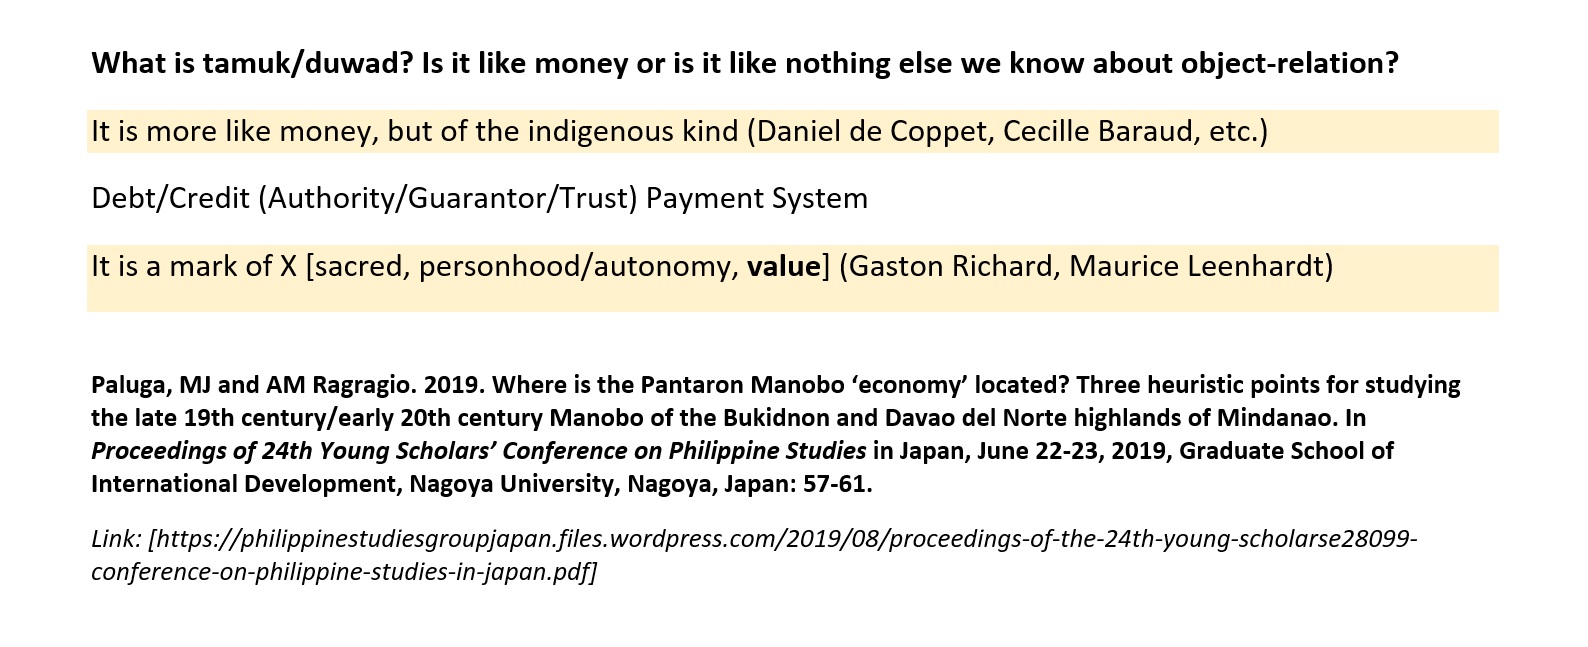 What is tamuk/duwad? Is it like money or is it like nothing else we know about object-relation?
It is more like money, but of the indigenous kind (Daniel de Coppet, Cecille Baraud, etc.)
Debt/Credit (Authority/Guarantor/Trust) Payment System
It is a mark of X [sacred, personhood/autonomy, value] (Gaston Richard, Maurice Leenhardt)
Paluga, MJ and AM Ragragio. 2019. Where is the Pantaron Manobo ‘economy’ located? Three heuristic points for studying
the late 19th century/early 20th century Manobo of the Bukidnon and Davao del Norte highlands of Mindanao. In
Proceedings of 24th Young Scholars’ Conference on Philippine Studies in Japan, June 22-23, 2019, Graduate School of
International Development, Nagoya University, Nagoya, Japan: 57-61.
Link: [https://philippinestudiesgroupjapan.files.wordpress.com/2019/08/proceedings-of-the-24th-young-scholarse28099-
conference-on-philippine-studies-in-japan.pdf]